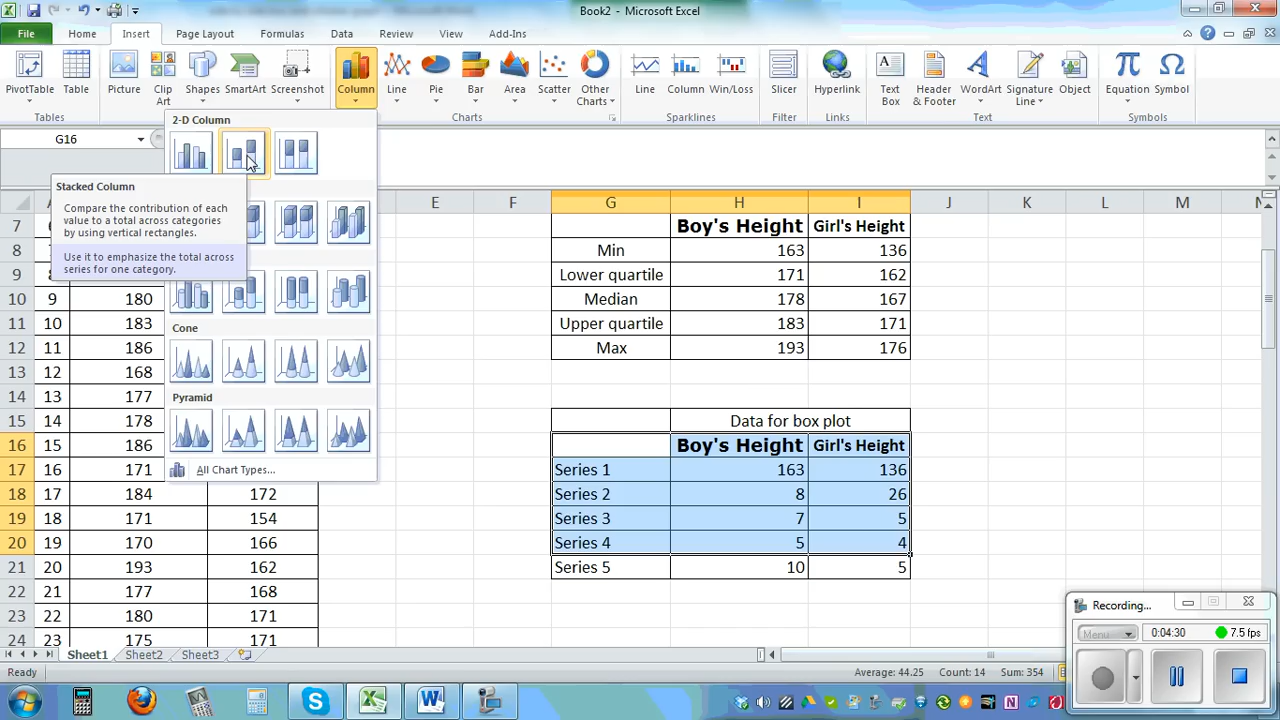 Book2 - Microsoft Excel
File Home Insert Page Layout Formulas Data Review View Add-Ins
PivotTable Table Picture Clip Art Shapes SmartArt Screenshot Column Line Pie Bar Area Scatter Other Charts Line Column Win/Loss Slicer Hyperlink Text Box Header & Footer WordArt Signature Line Object Equation Symbol
Tables Charts Sparklines Filter Links Text Symbols
G16
2-D Column
Stacked Column
Compare the contribution of each
value to a total across categories
by using vertical rectangles.
Use it to emphasize the total across
series for one category.
Cone
Pyramid
All Chart Types...
E F G H I J K L M
7 Boy's Height Girl's Height
8 Min 163 136
9 Lower quartile 171 162
10 9 180 Median 178 167
11 10 183 Upper quartile 183 171
12 11 186 Max 193 176
13 12 168
14 13 177
15 14 178 Data for box plot
16 15 186 Boy's Height Girl's Height
17 16 171 Series 1 163 136
18 17 184 172 Series 2 8 26
19 18 171 154 Series 3 7 5
20 19 170 166 Series 4 5 4
21 20 193 162 Series 5 10 5
22 21 177 168
23 22 180 171
24 23 175 171
Sheet1 Sheet2 Sheet3
Ready Average: 44.25 Count: 14 Sum: 354
Recording...
Menu 0:04:30 7.5 fps